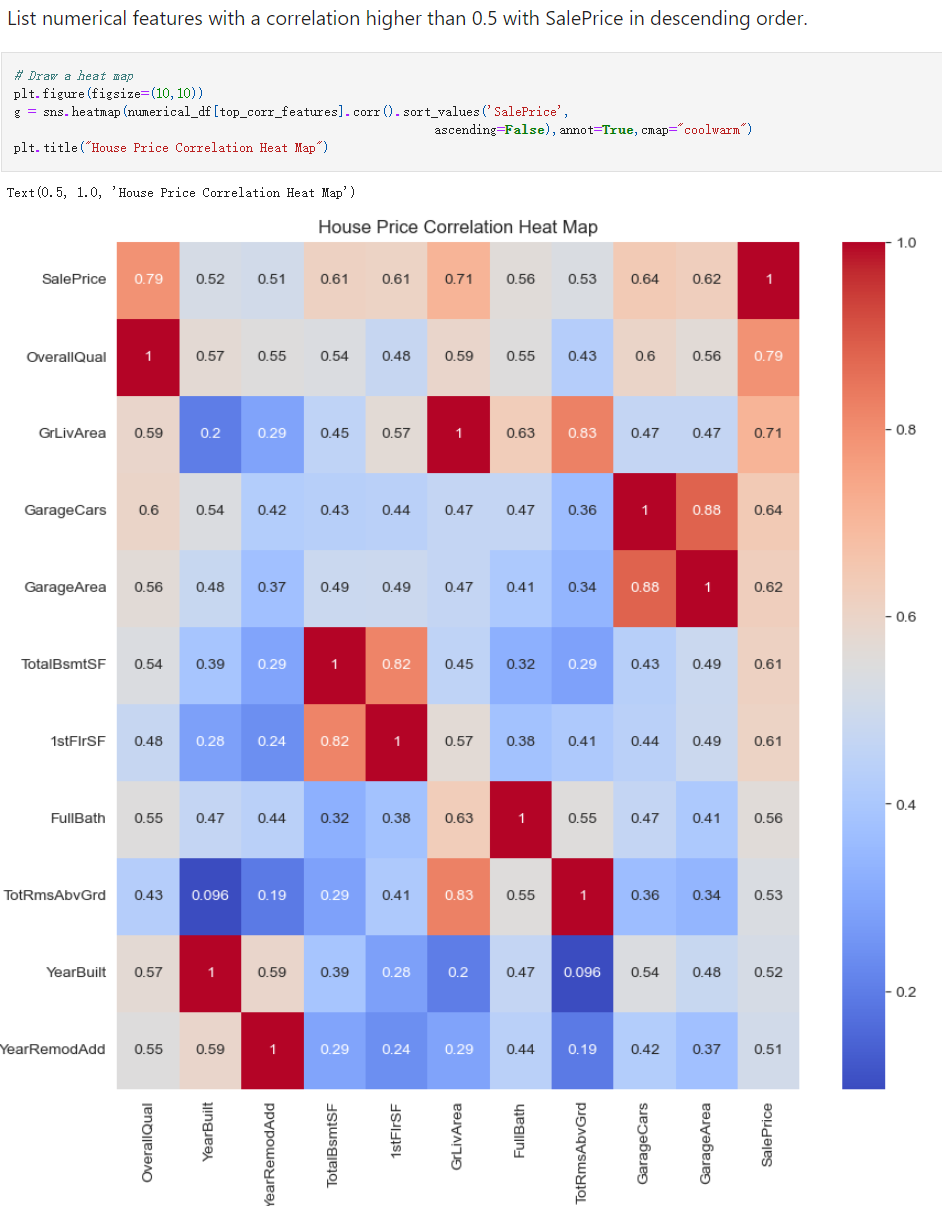 List numerical features with a correlation higher than 0.5 with SalePrice in descending order.
# Draw a heat map
plt.figure(figsize=(10,10))
g = sns.heatmap(numerical_df[top_corr_features].corr().sort_values('SalePrice',
ascending=False),annot=True,cmap="coolwarm")
plt.title("House Price Correlation Heat Map")
Text(0.5, 1.0, 'House Price Correlation Heat Map')
House Price Correlation Heat Map
SalePrice 0.79 0.52 0.51 0.61 0.61 0.71 0.56 0.53 0.64 0.62 1
OverallQual 1 0.57 0.55 0.54 0.48 0.59 0.55 0.43 0.6 0.56 0.79
GrLivArea 0.59 0.2 0.29 0.45 0.57 1 0.63 0.83 0.47 0.47 0.71
GarageCars 0.6 0.54 0.42 0.43 0.44 0.47 0.47 0.36 1 0.88 0.64
GarageArea 0.56 0.48 0.37 0.49 0.49 0.47 0.41 0.34 0.88 1 0.62
TotalBsmtSF 0.54 0.39 0.29 1 0.82 0.45 0.32 0.29 0.43 0.49 0.61
1stFlrSF 0.48 0.28 0.24 0.82 1 0.57 0.38 0.41 0.44 0.49 0.61
FullBath 0.55 0.47 0.44 0.32 0.38 0.63 1 0.55 0.47 0.41 0.56
TotRmsAbvGrd 0.43 0.096 0.19 0.29 0.41 0.83 0.55 1 0.36 0.34 0.53
YearBuilt 0.57 1 0.59 0.39 0.28 0.2 0.47 0.096 0.54 0.48 0.52
YearRemodAdd 0.55 0.59 1 0.29 0.24 0.29 0.44 0.19 0.42 0.37 0.51
OverallQual
YearBuilt
YearRemodAdd
TotalBsmtSF
1stFlrSF
GrLivArea
FullBath
TotRmsAbvGrd
GarageCars
GarageArea
SalePrice
1.0
0.8
0.6
0.4
0.2